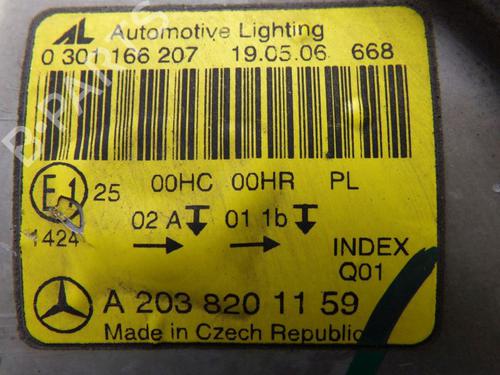 AL Automotive Lighting
0 301 166 207 19.05.06 668
E1 25 00HC 00HR PL
02 A 01 1b
1424
INDEX
Q01
A 203 820 11 59
Made in Czech Republic
B-PARTS